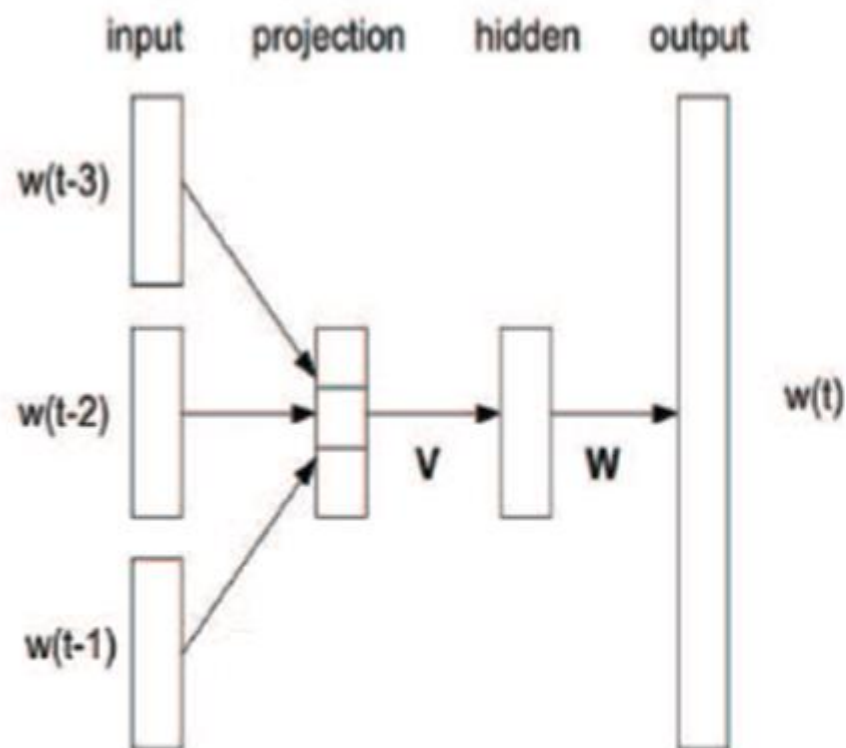 input projection hidden output
w(t-3)
w(t-2)
w(t)
V
W
w(t-1)